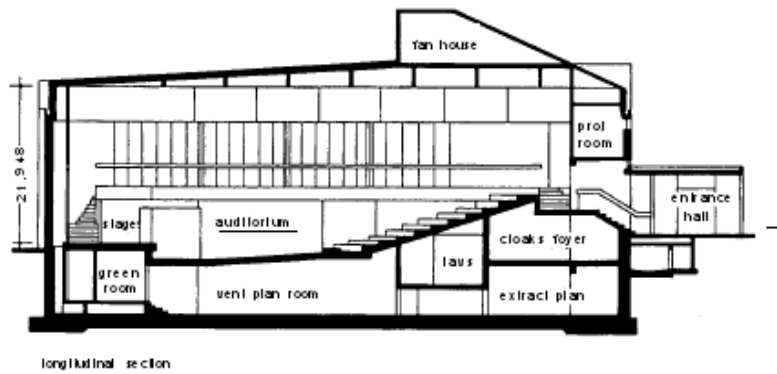 fan house
proj
room
21,948
entrance
hall
stage
auditorium
cloaks foyer
green
room
lavs
vent plan room
extract plan
longitudinal section